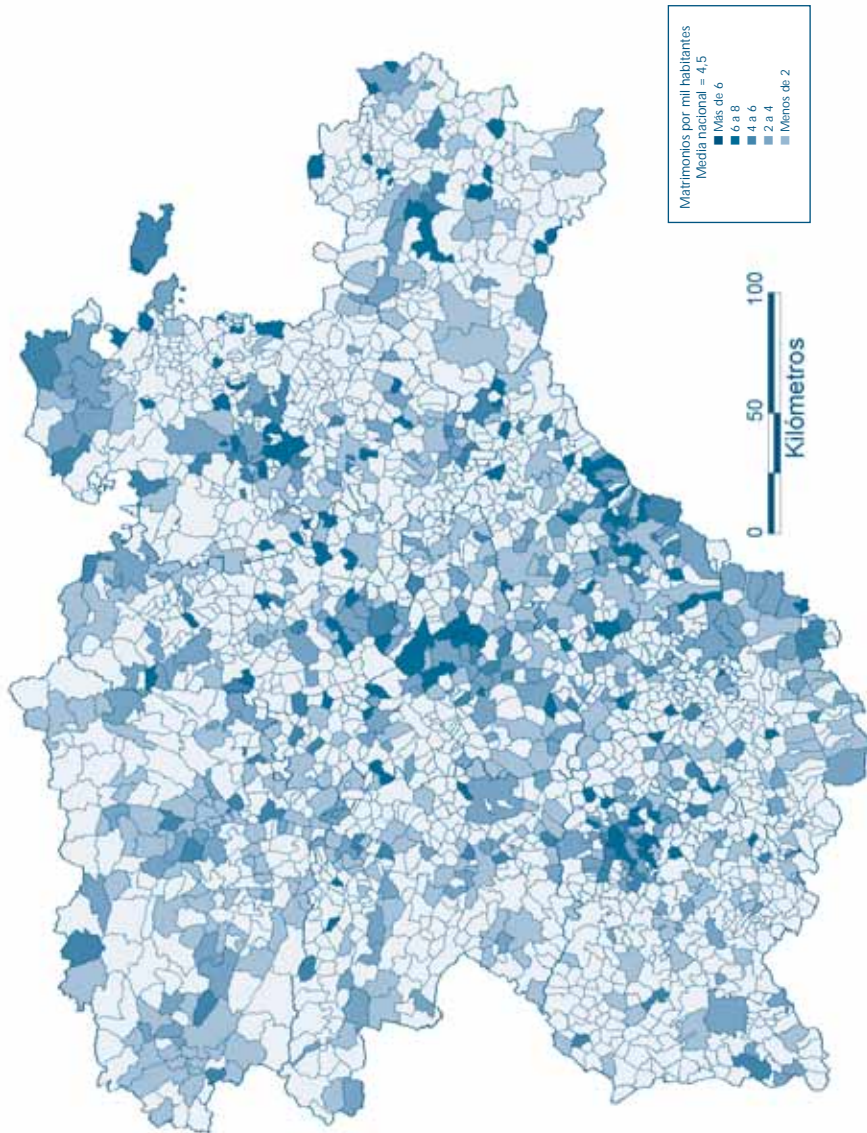 Matrimonios por mil habitantes
Media nacional = 4,5
Más de 6
6 a 8
4 a 6
2 a 4
Menos de 2
0 50 100
Kilómetros